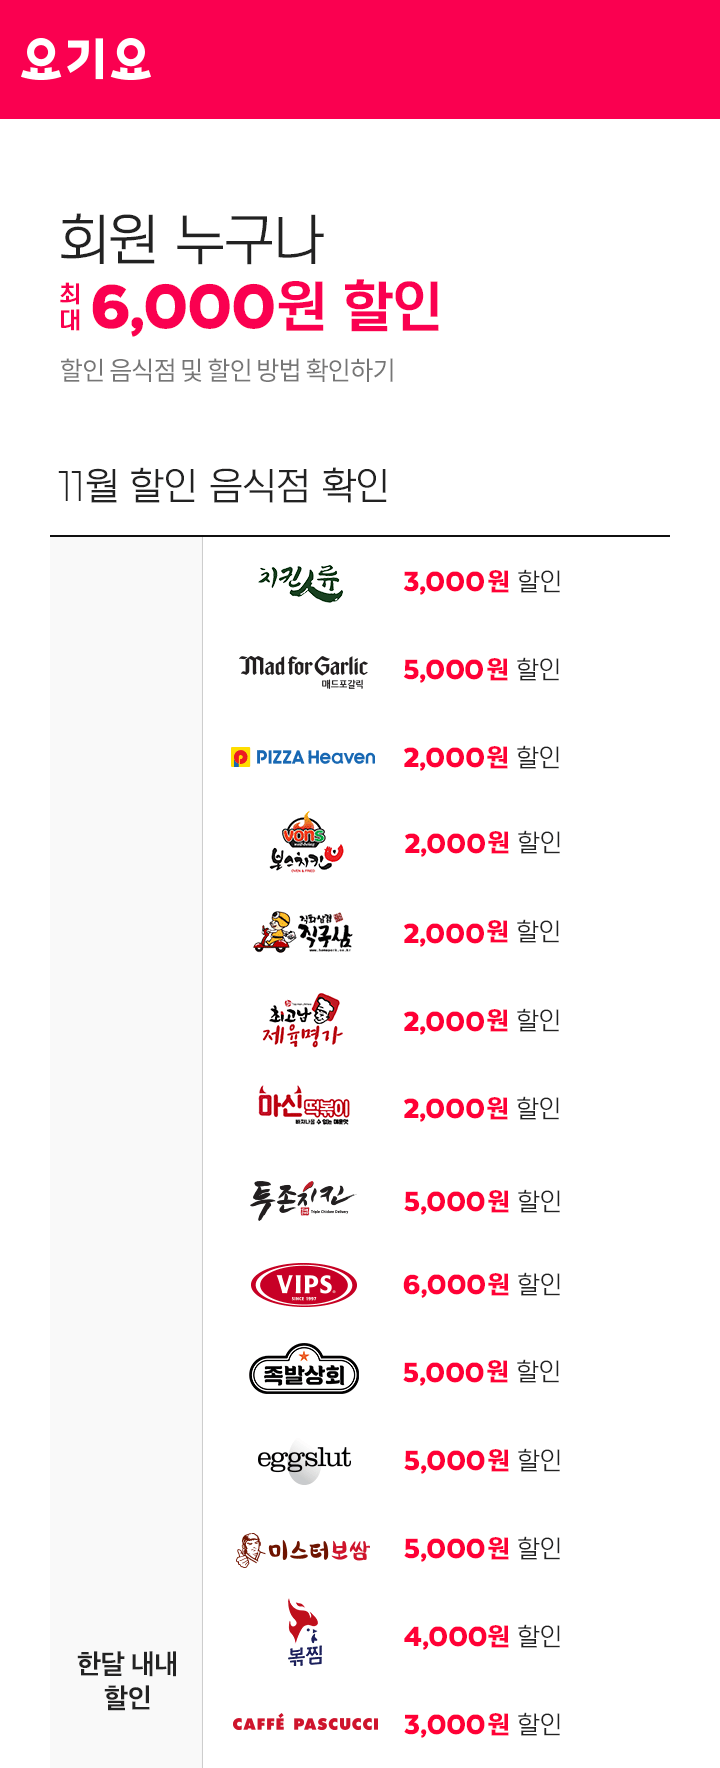 요기요
회원 누구나
최대 6,000원 할인
할인 음식점 및 할인 방법 확인하기
11월 할인 음식점 확인
치킨人류
3,000원 할인
Mad for Garlic
매드포갈릭
5,000원 할인
PIZZA Heaven
2,000원 할인
vons
본스치킨
OVEN & FRIED
2,000원 할인
직화삼겹
직구삼
2,000원 할인
최고남
제육명가
2,000원 할인
마신 떡볶이
2,000원 할인
투존치킨
Triple Chicken Delivery
5,000원 할인
VIPS
SINCE 1997
6,000원 할인
족발상회
5,000원 할인
eggslut
5,000원 할인
미스터보쌈
5,000원 할인
볶찜
4,000원 할인
한달 내내
할인
CAFFÉ PASCUCCI
3,000원 할인